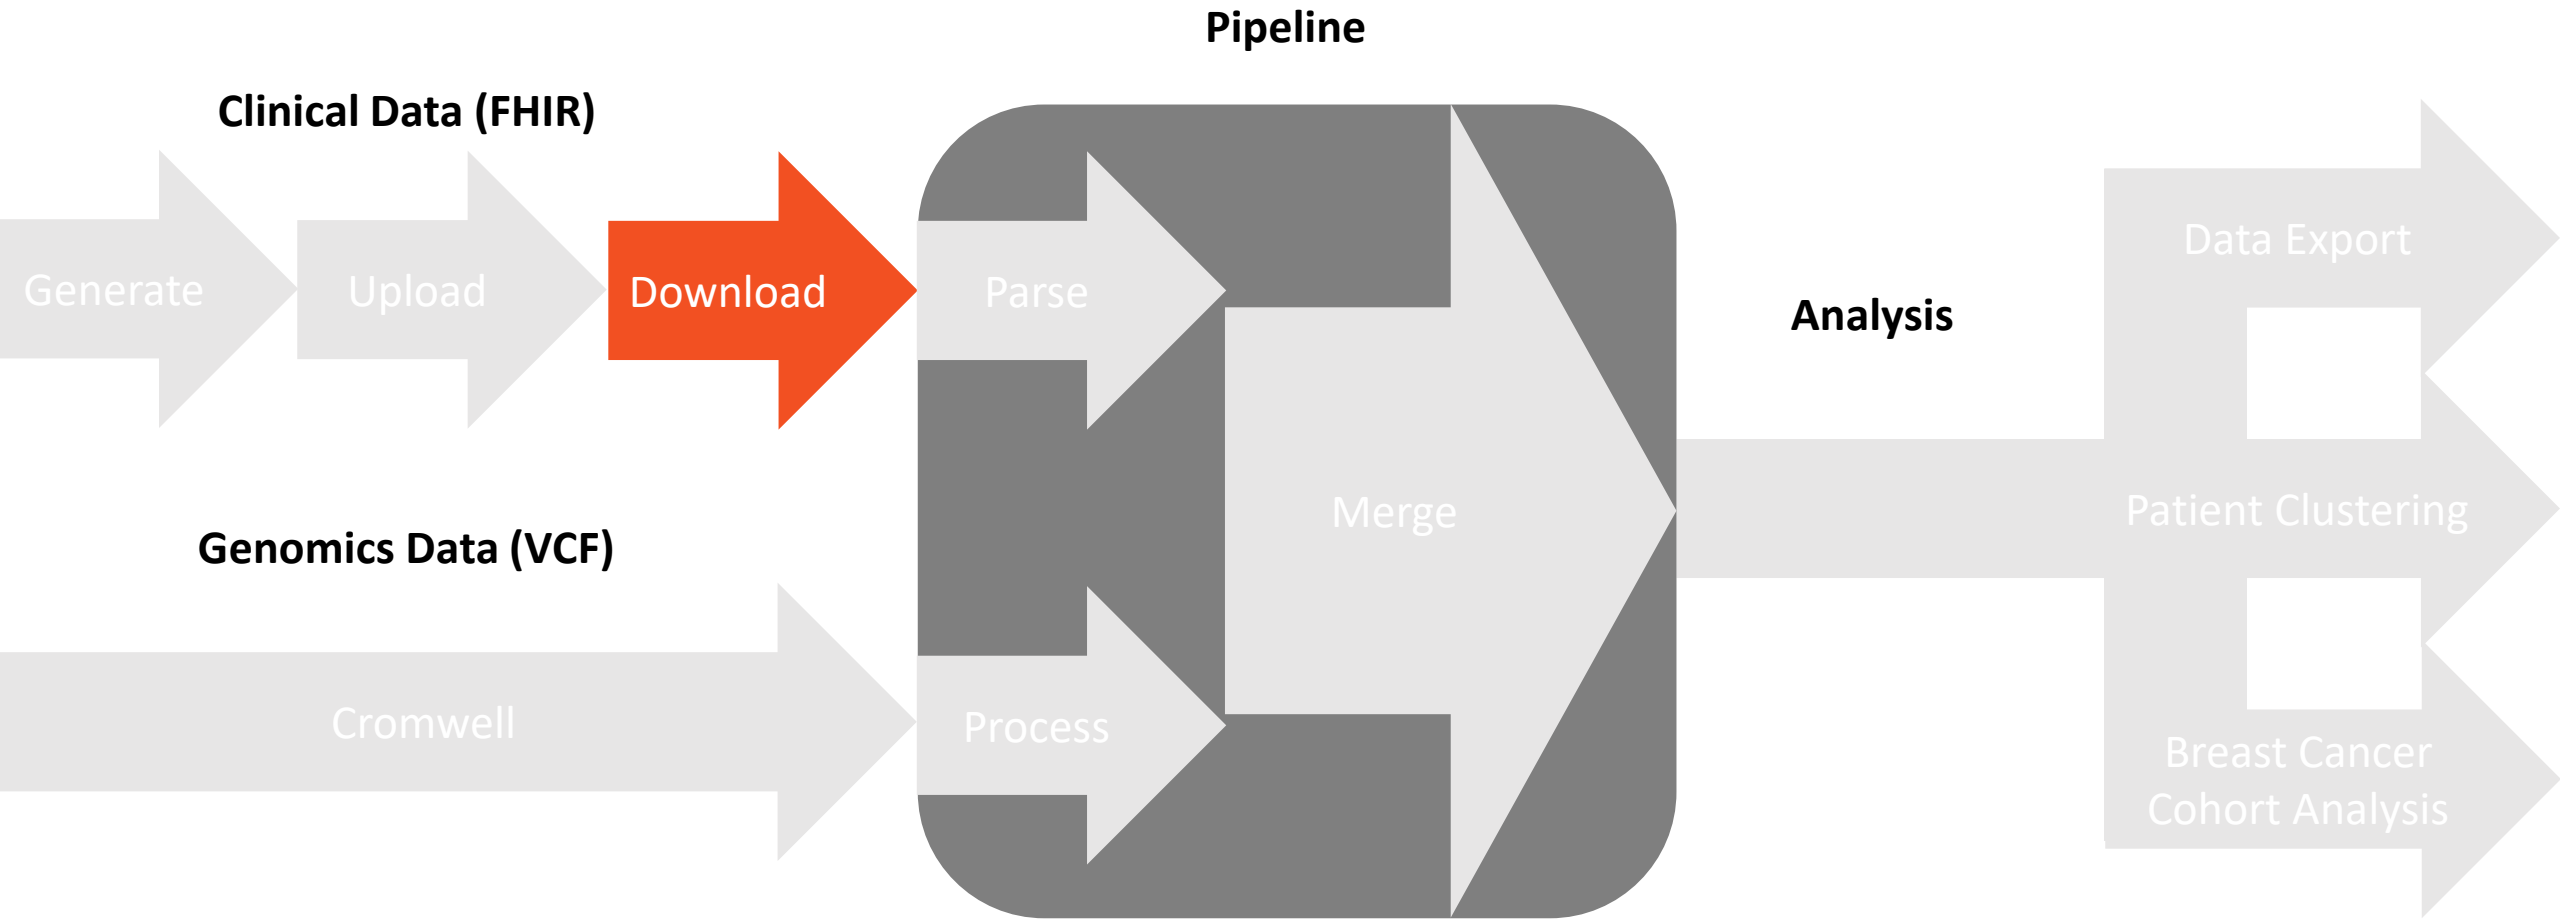 Pipeline
Clinical Data (FHIR)
Generate
Upload
Download
Parse
Data Export
Analysis
Merge
Patient Clustering
Genomics Data (VCF)
Cromwell
Process
Breast Cancer
Cohort Analysis